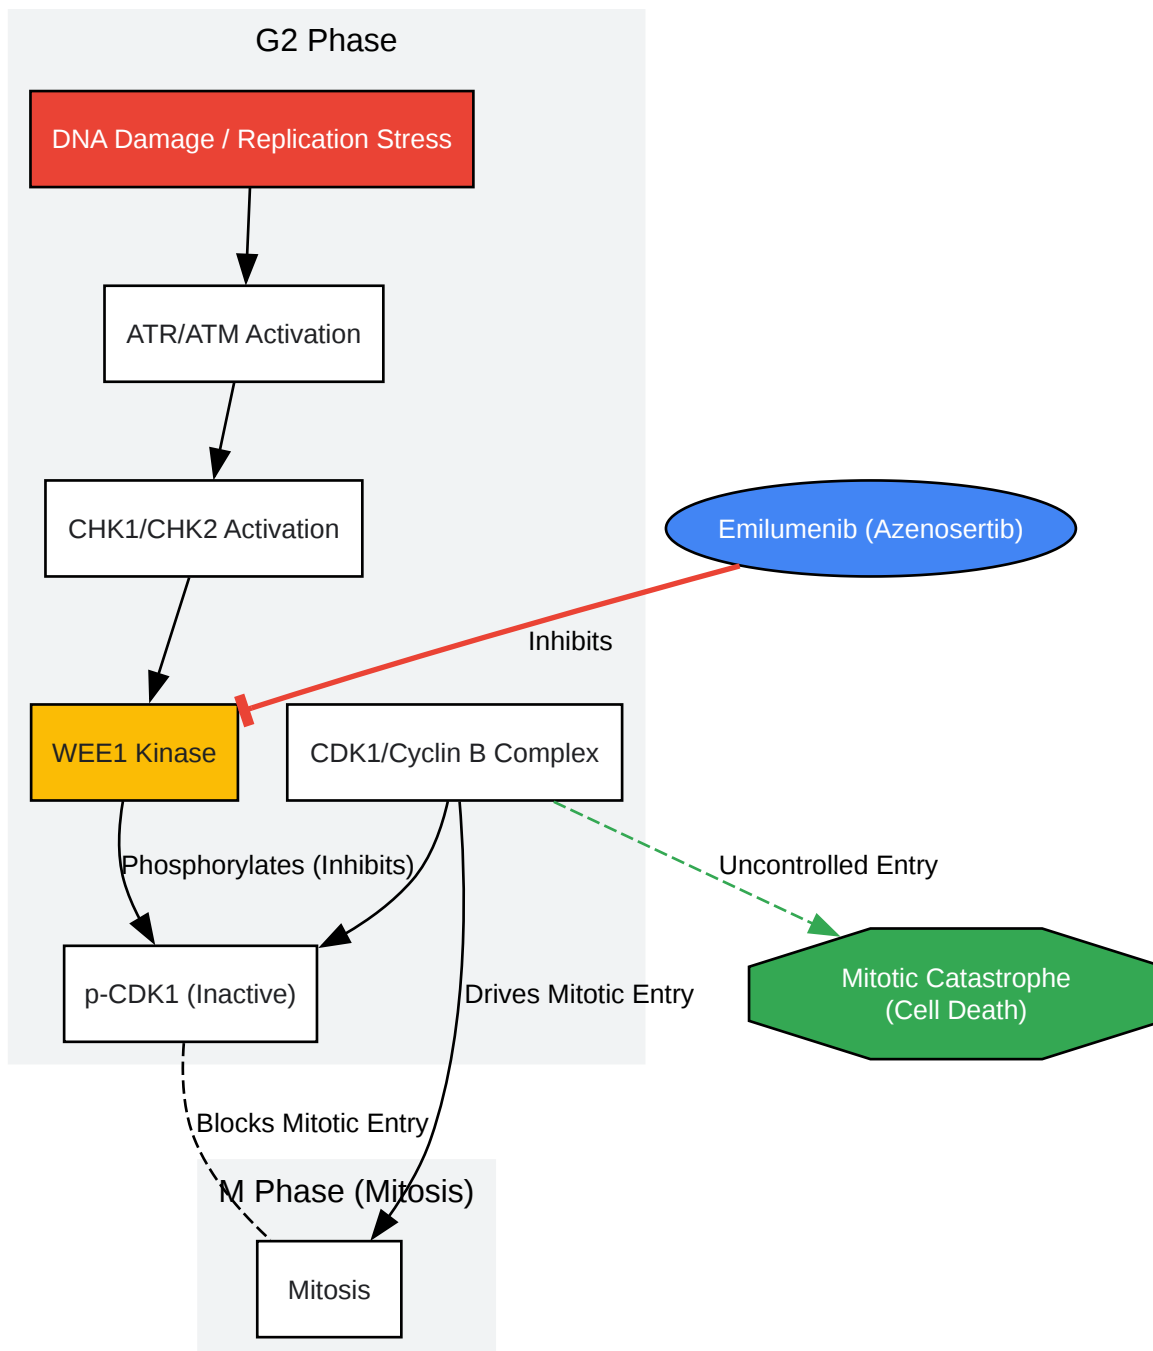 G2 Phase
DNA Damage / Replication Stress
ATR/ATM Activation
CHK1/CHK2 Activation
Emilumenib (Azenosertib)
Inhibits
WEE1 Kinase
CDK1/Cyclin B Complex
Phosphorylates (Inhibits)
Uncontrolled Entry
p-CDK1 (Inactive)
Drives Mitotic Entry
Mitotic Catastrophe
(Cell Death)
Blocks Mitotic Entry
M Phase (Mitosis)
Mitosis